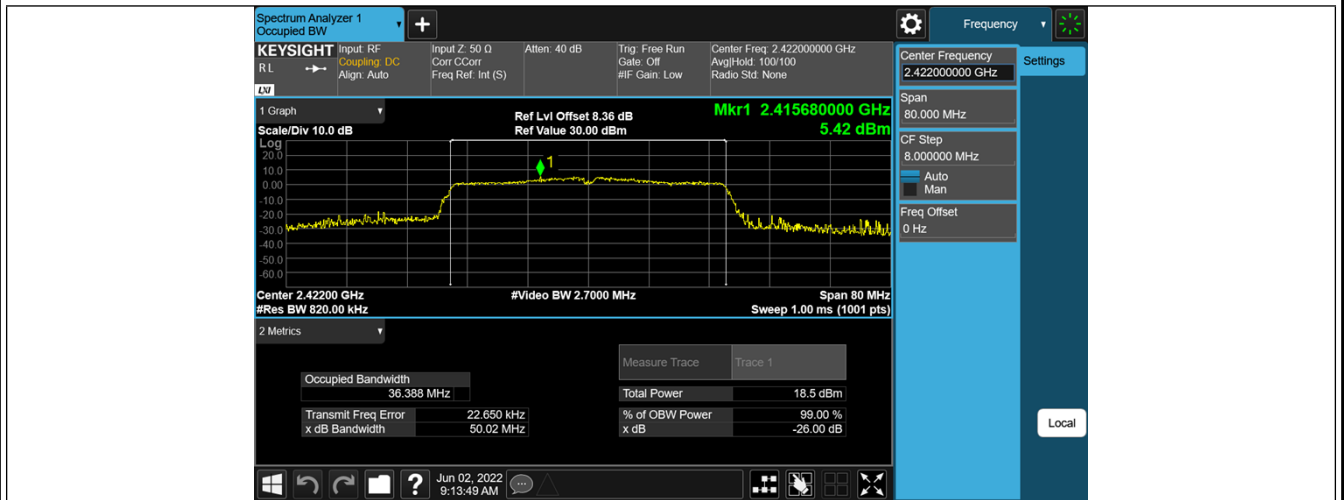 Spectrum Analyzer 1
Occupied BW
+
Frequency
KEYSIGHT
RL
LXI
Input: RF
Coupling: DC
Align: Auto
Input Z: 50 Ω
Corr CCorr
Freq Ref: Int (S)
Atten: 40 dB
Trig: Free Run
Gate: Off
#IF Gain: Low
Center Freq: 2.422000000 GHz
Avg|Hold: 100/100
Radio Std: None
Center Frequency
2.422000000 GHz
Settings
Span
80.000 MHz
CF Step
8.000000 MHz
Auto
Man
Freq Offset
0 Hz
1 Graph
Scale/Div 10.0 dB
Ref Lvl Offset 8.36 dB
Ref Value 30.00 dBm
Mkr1 2.415680000 GHz
5.42 dBm
Log
20.0
10.0
0.00
-10.0
-20.0
-30.0
-40.0
-50.0
-60.0
1
Center 2.42200 GHz
#Res BW 820.00 kHz
#Video BW 2.7000 MHz
Span 80 MHz
Sweep 1.00 ms (1001 pts)
2 Metrics
Measure Trace Trace 1
Occupied Bandwidth
36.388 MHz
Total Power 18.5 dBm
Transmit Freq Error 22.650 kHz
% of OBW Power 99.00 %
x dB Bandwidth 50.02 MHz
x dB -26.00 dB
Local
?
Jun 02, 2022
9:13:49 AM